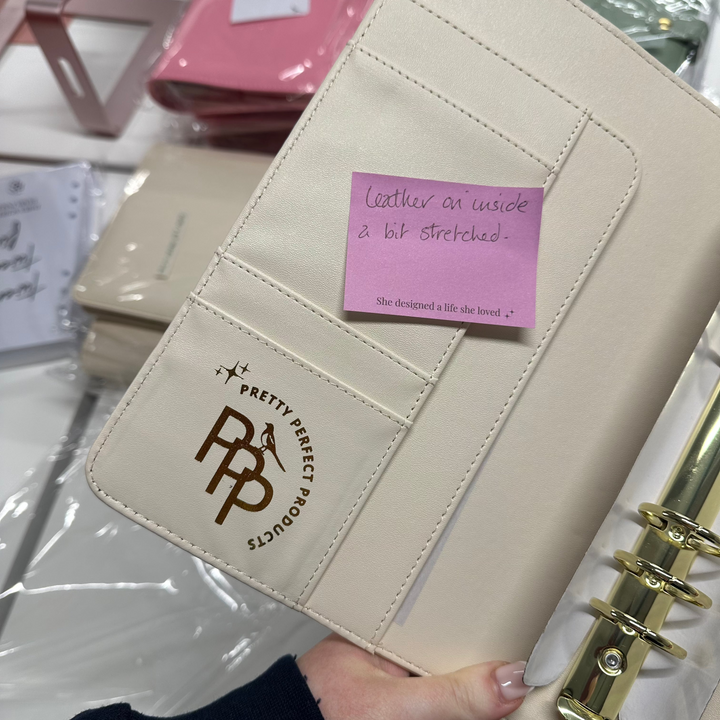 Leather on inside
a bit stretched-
She designed a life she loved
PRETTY PERFECT PRODUCTS
PPP